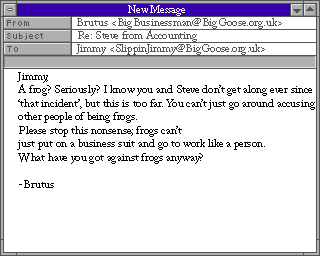 New Message
From Brutus <BigBusinessman@BigGoose.org.uk>
Subject Re: Steve from Accounting
To Jimmy <SlippinJimmy@BigGoose.org.uk>
Jimmy,
A frog? Seriously? I know you and Steve don't get along ever since
'that incident', but this is too far. You can't just go around accusing
other people of being frogs.
Please stop this nonsense, frogs can't
just put on a business suit and go to work like a person.
What have you got against frogs anyway?
-Brutus